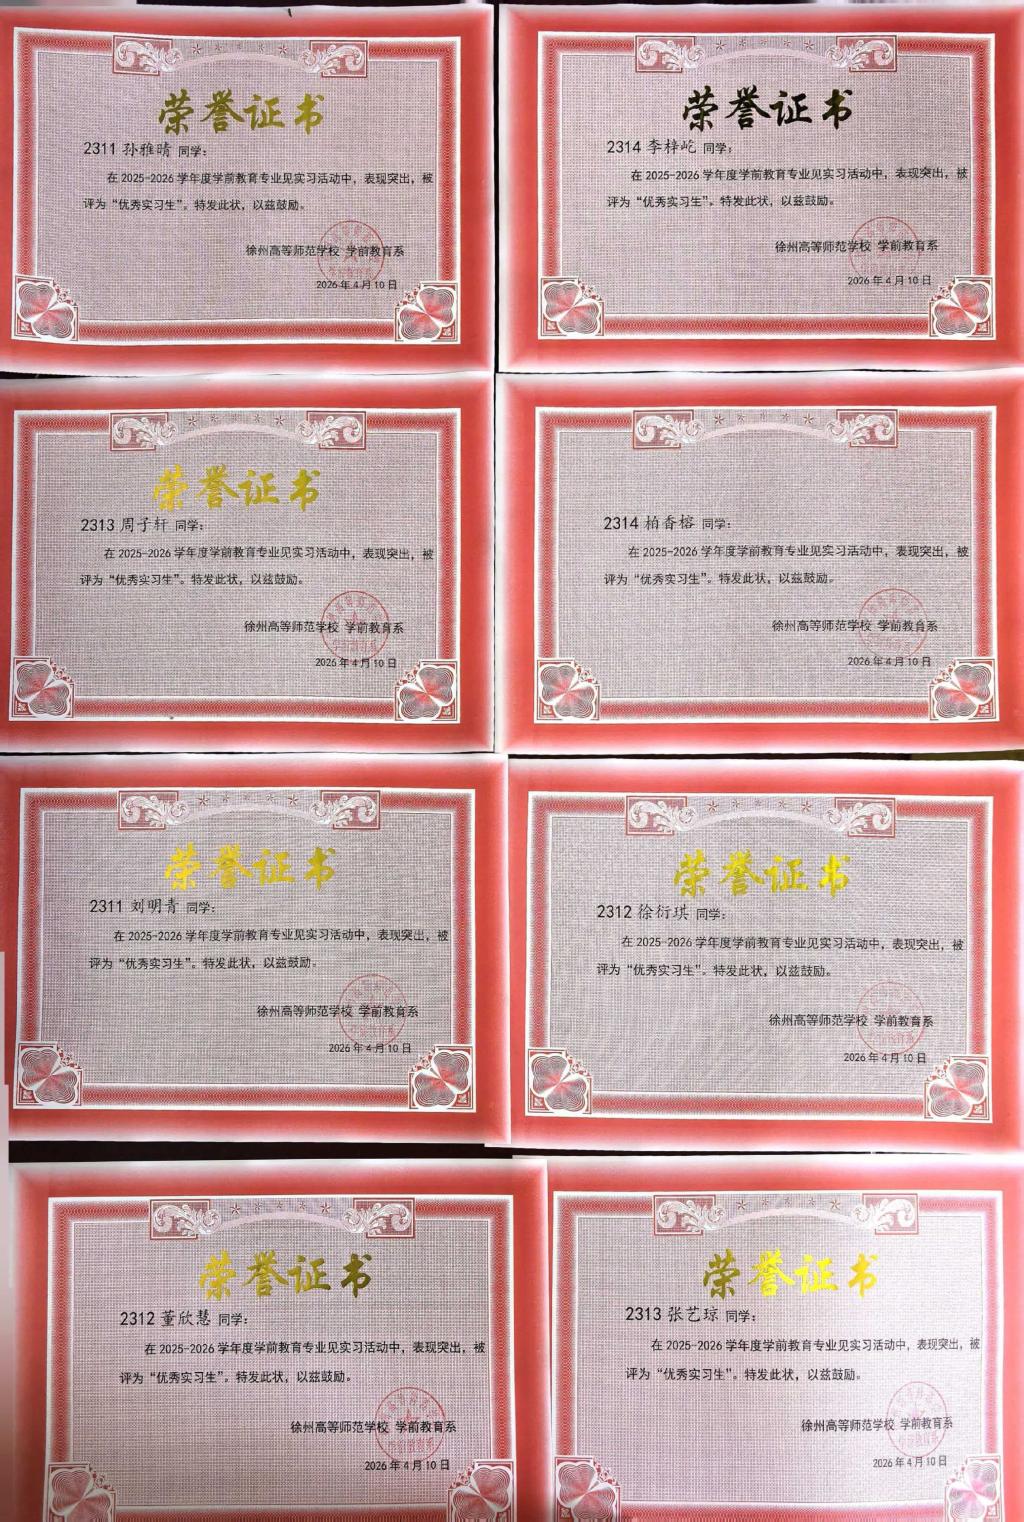 荣誉证书
2311 孙雅晴 同学：
在 2025-2026 学年度学前教育专业见实习活动中，表现突出，被
评为“优秀实习生”。特发此状，以兹鼓励。
徐州高等师范学校 学前教育系
2026 年 4 月 10 日
荣誉证书
2314 李梓屹 同学：
在 2025-2026 学年度学前教育专业见实习活动中，表现突出，被
评为“优秀实习生”。特发此状，以兹鼓励。
徐州高等师范学校 学前教育系
2026 年 4 月 10 日
荣誉证书
2313 周子轩 同学：
在 2025-2026 学年度学前教育专业见实习活动中，表现突出，被
评为“优秀实习生”。特发此状，以兹鼓励。
徐州高等师范学校 学前教育系
2026 年 4 月 10 日
2314 柏香榕 同学：
在 2025-2026 学年度学前教育专业见实习活动中，表现突出，被
评为“优秀实习生”。特发此状，以兹鼓励。
徐州高等师范学校 学前教育系
2026 年 4 月 10 日
荣誉证书
2311 刘明青 同学：
在 2025-2026 学年度学前教育专业见实习活动中，表现突出，被
评为“优秀实习生”。特发此状，以兹鼓励。
徐州高等师范学校 学前教育系
2026 年 4 月 10 日
荣誉证书
2312 徐衍琪 同学：
在 2025-2026 学年度学前教育专业见实习活动中，表现突出，被
评为“优秀实习生”。特发此状，以兹鼓励。
徐州高等师范学校 学前教育系
2026 年 4 月 10 日
荣誉证书
2312 董欣慧 同学：
在 2025-2026 学年度学前教育专业见实习活动中，表现突出，被
评为“优秀实习生”。特发此状，以兹鼓励。
徐州高等师范学校 学前教育系
2026 年 4 月 10 日
荣誉证书
2313 张艺琼 同学：
在 2025-2026 学年度学前教育专业见实习活动中，表现突出，被
评为“优秀实习生”。特发此状，以兹鼓励。
徐州高等师范学校 学前教育系
2026 年 4 月 10 日